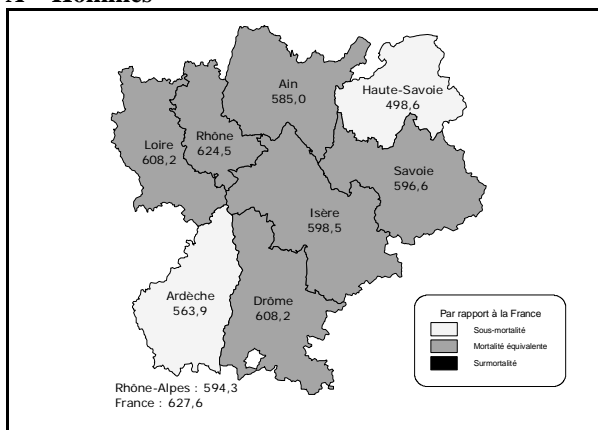 A – Hommes
Ain
585,0
Haute-Savoie
498,6
Loire
608,2
Rhône
624,5
Savoie
596,6
Isère
598,5
Ardèche
563,9
Drôme
608,2
Par rapport à la France
Sous-mortalité
Mortalité équivalente
Surmortalité
Rhône-Alpes : 594,3
France : 627,6